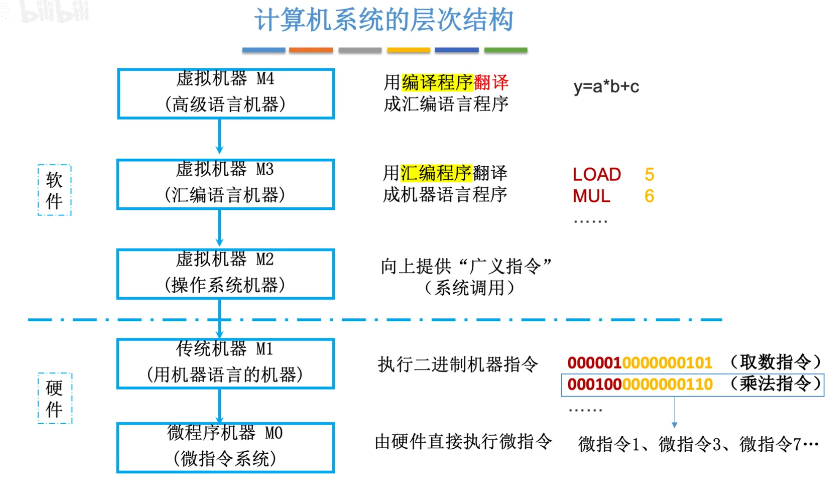 bilibili
计算机系统的层次结构
虚拟机器 M4
(高级语言机器)
用编译程序翻译
成汇编语言程序
y=a*b+c
软件
虚拟机器 M3
(汇编语言机器)
用汇编程序翻译
成机器语言程序
LOAD 5
MUL 6
……
虚拟机器 M2
(操作系统机器)
向上提供“广义指令”
（系统调用）
硬件
传统机器 M1
(用机器语言的机器)
执行二进制机器指令
000001 0000000101 （取数指令）
000100 0000000110 （乘法指令）
……
微程序机器 M0
(微指令系统)
由硬件直接执行微指令
微指令1、微指令3、微指令7…